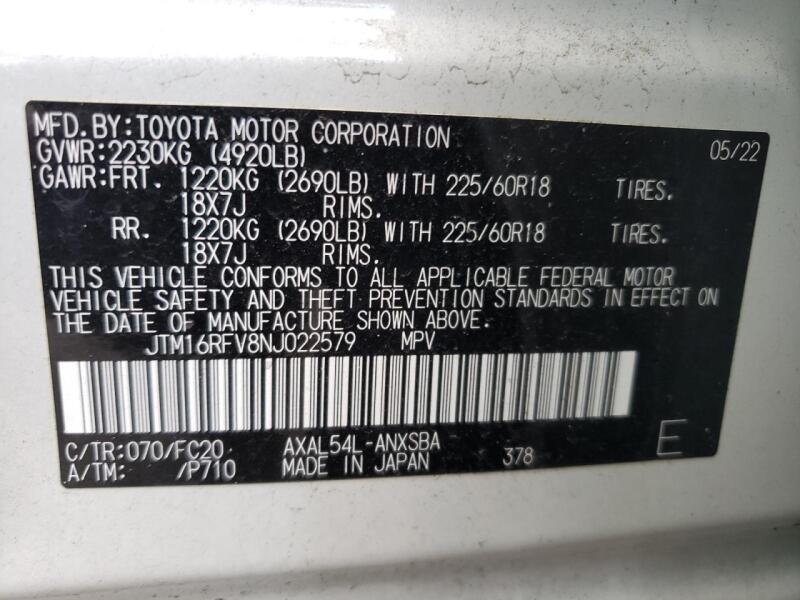 MFD. BY: TOYOTA MOTOR CORPORATION 05/22
GVWR: 2230KG (4920LB)
GAWR: FRT. 1220KG (2690LB) WITH 225/60R18 TIRES.
18X7J RIMS.
RR. 1220KG (2690LB) WITH 225/60R18 TIRES.
18X7J RIMS.
THIS VEHICLE CONFORMS TO ALL APPLICABLE FEDERAL MOTOR
VEHICLE SAFETY AND THEFT PREVENTION STANDARDS IN EFFECT ON
THE DATE OF MANUFACTURE SHOWN ABOVE.
JTM16RFV8NJ022579 MPV
C/TR: 070/FC20 AXAL54L-ANXSBA E
A/TM: /P710 MADE IN JAPAN 378